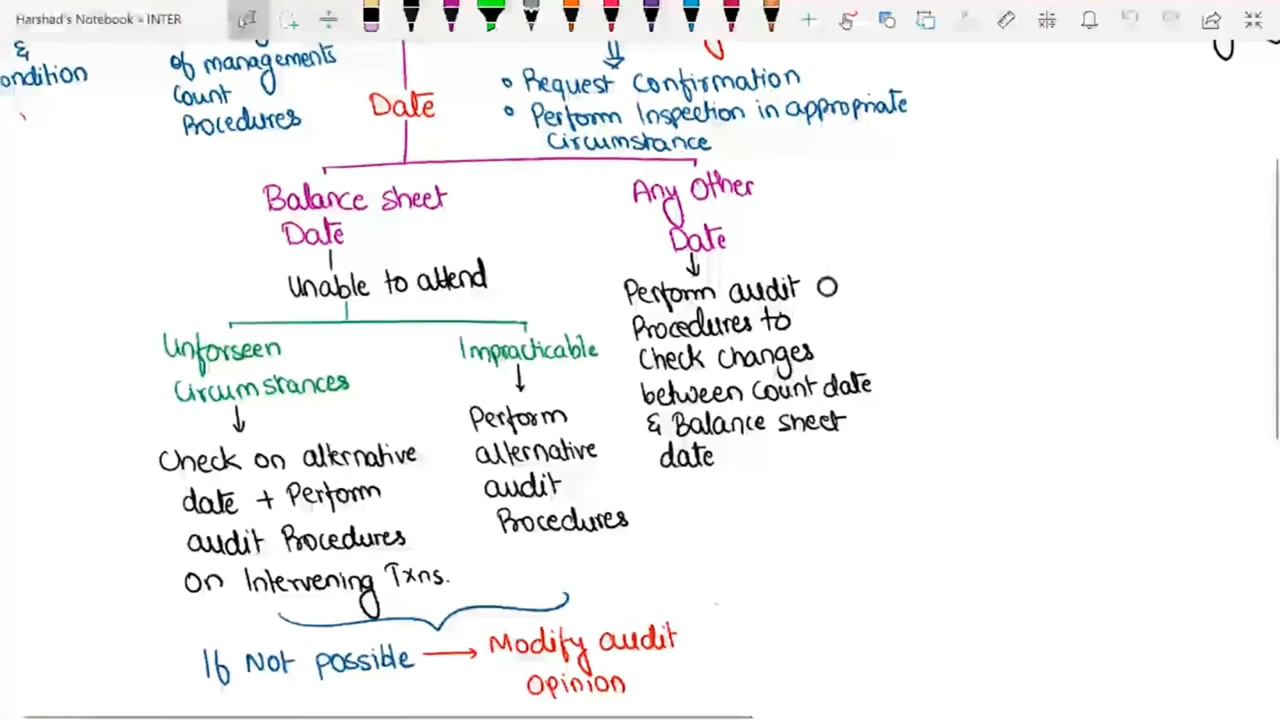 Harshad's Notebook » INTER
&
ondition
of managements
Count
Procedures
Date
Request Confirmation
Perform Inspection in appropriate
Circumstance
Balance sheet
Date
Any Other
Date
Unable to attend
Unforseen
Circumstances
Impracticable
Perform audit
Procedures to
Check changes
between Count date
& Balance sheet
date
Check on alternative
date + Perform
audit Procedures
on Intervening Txns.
Perform
alternative
audit
Procedures
If Not possible → Modify audit
opinion